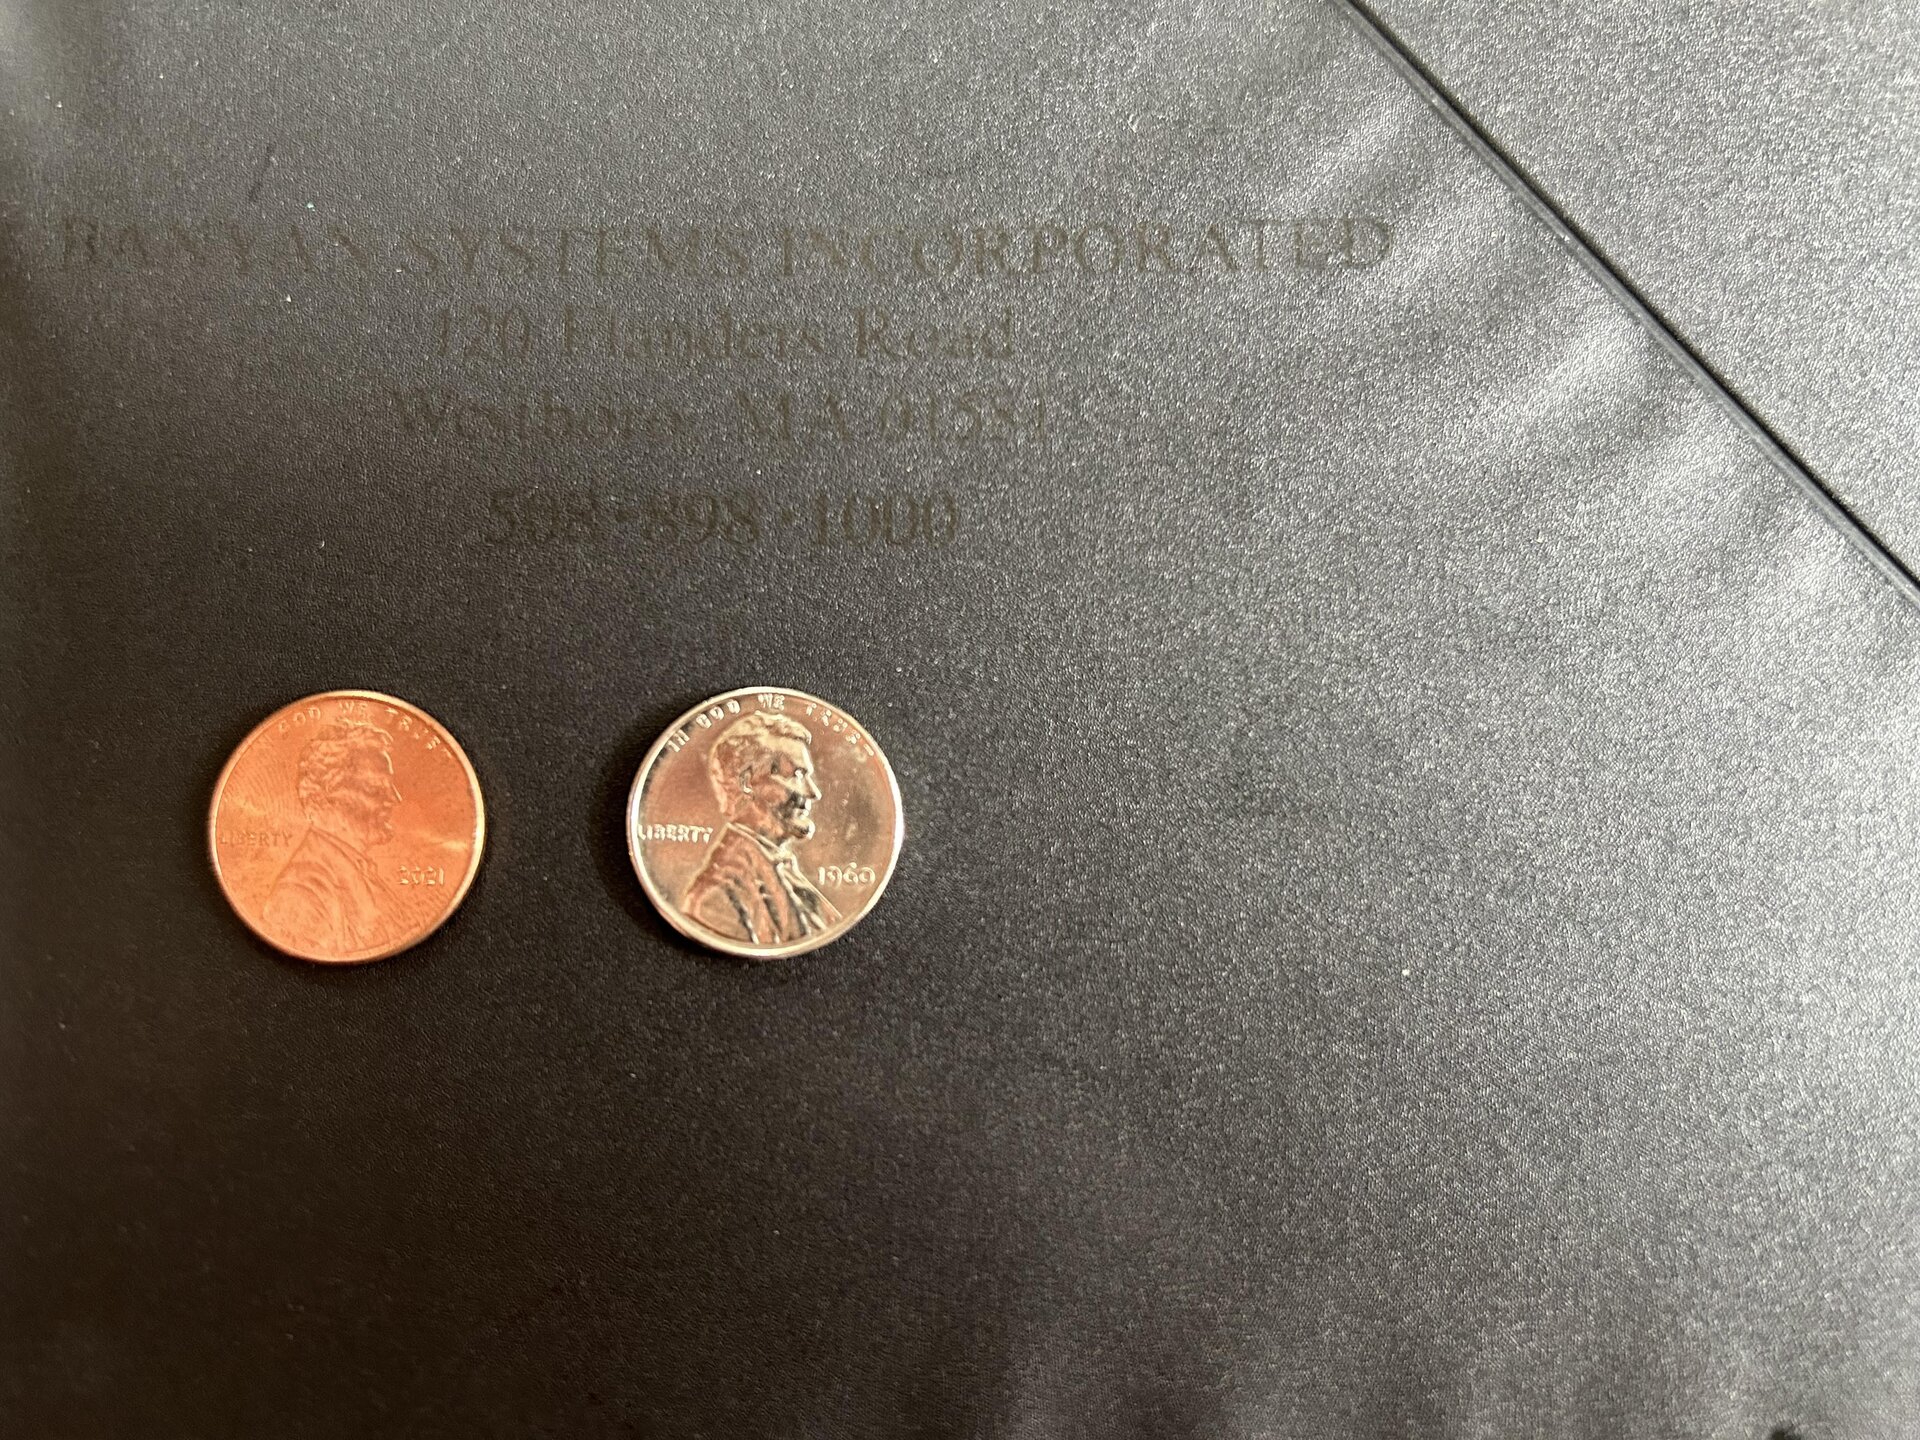 BANYAN SYSTEMS INCORPORATED
120 Flanders Road
Westboro, MA 01581
508-898-1000
IN GOD WE TRUST
LIBERTY
2021
IN GOD WE TRUST
LIBERTY
1960